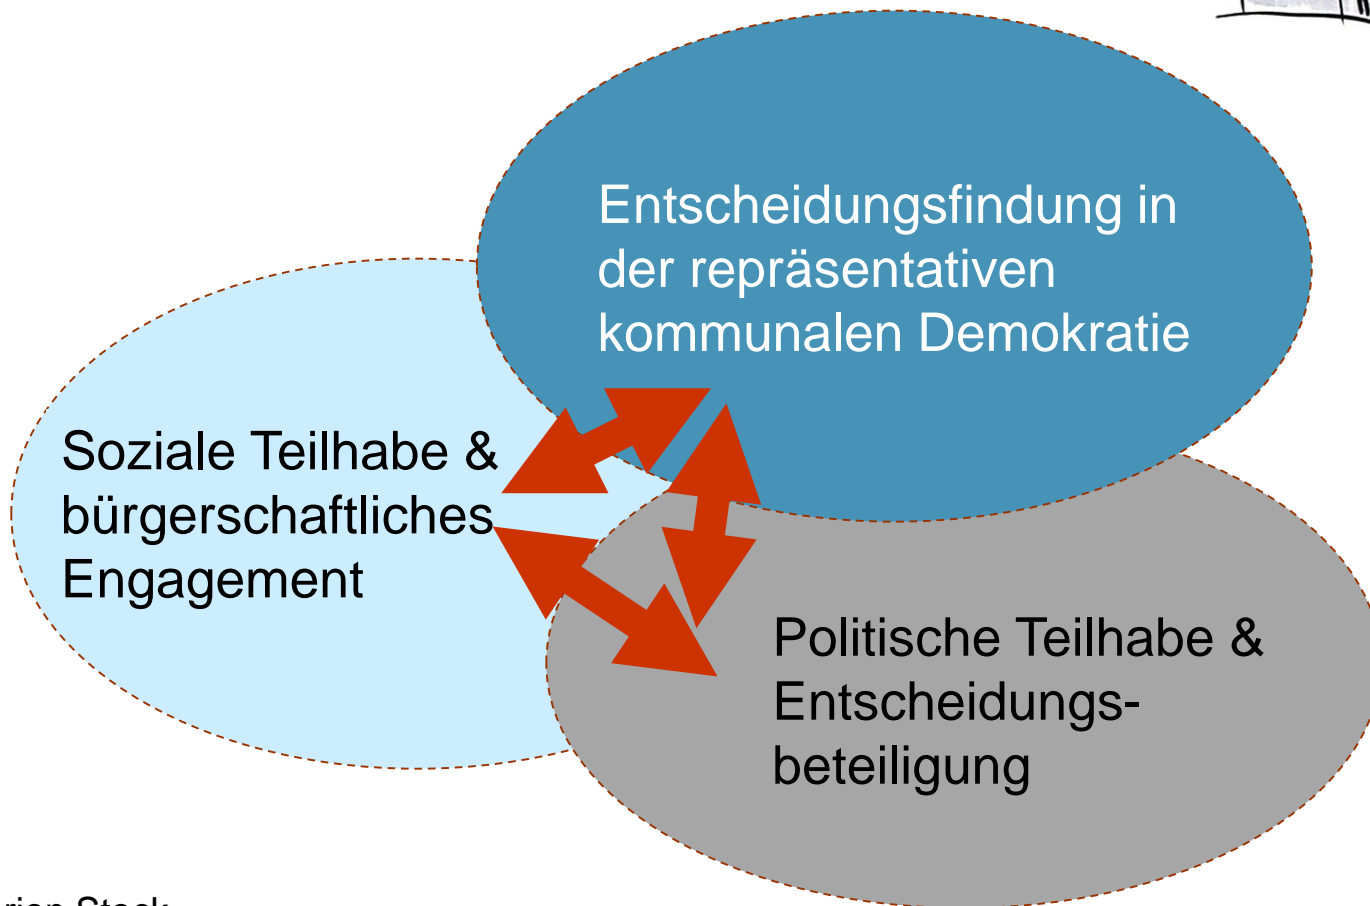 Entscheidungsfindung in
der repräsentativen
kommunalen Demokratie
Soziale Teilhabe &
bürgerschaftliches
Engagement
Politische Teilhabe &
Entscheidungs-
beteiligung